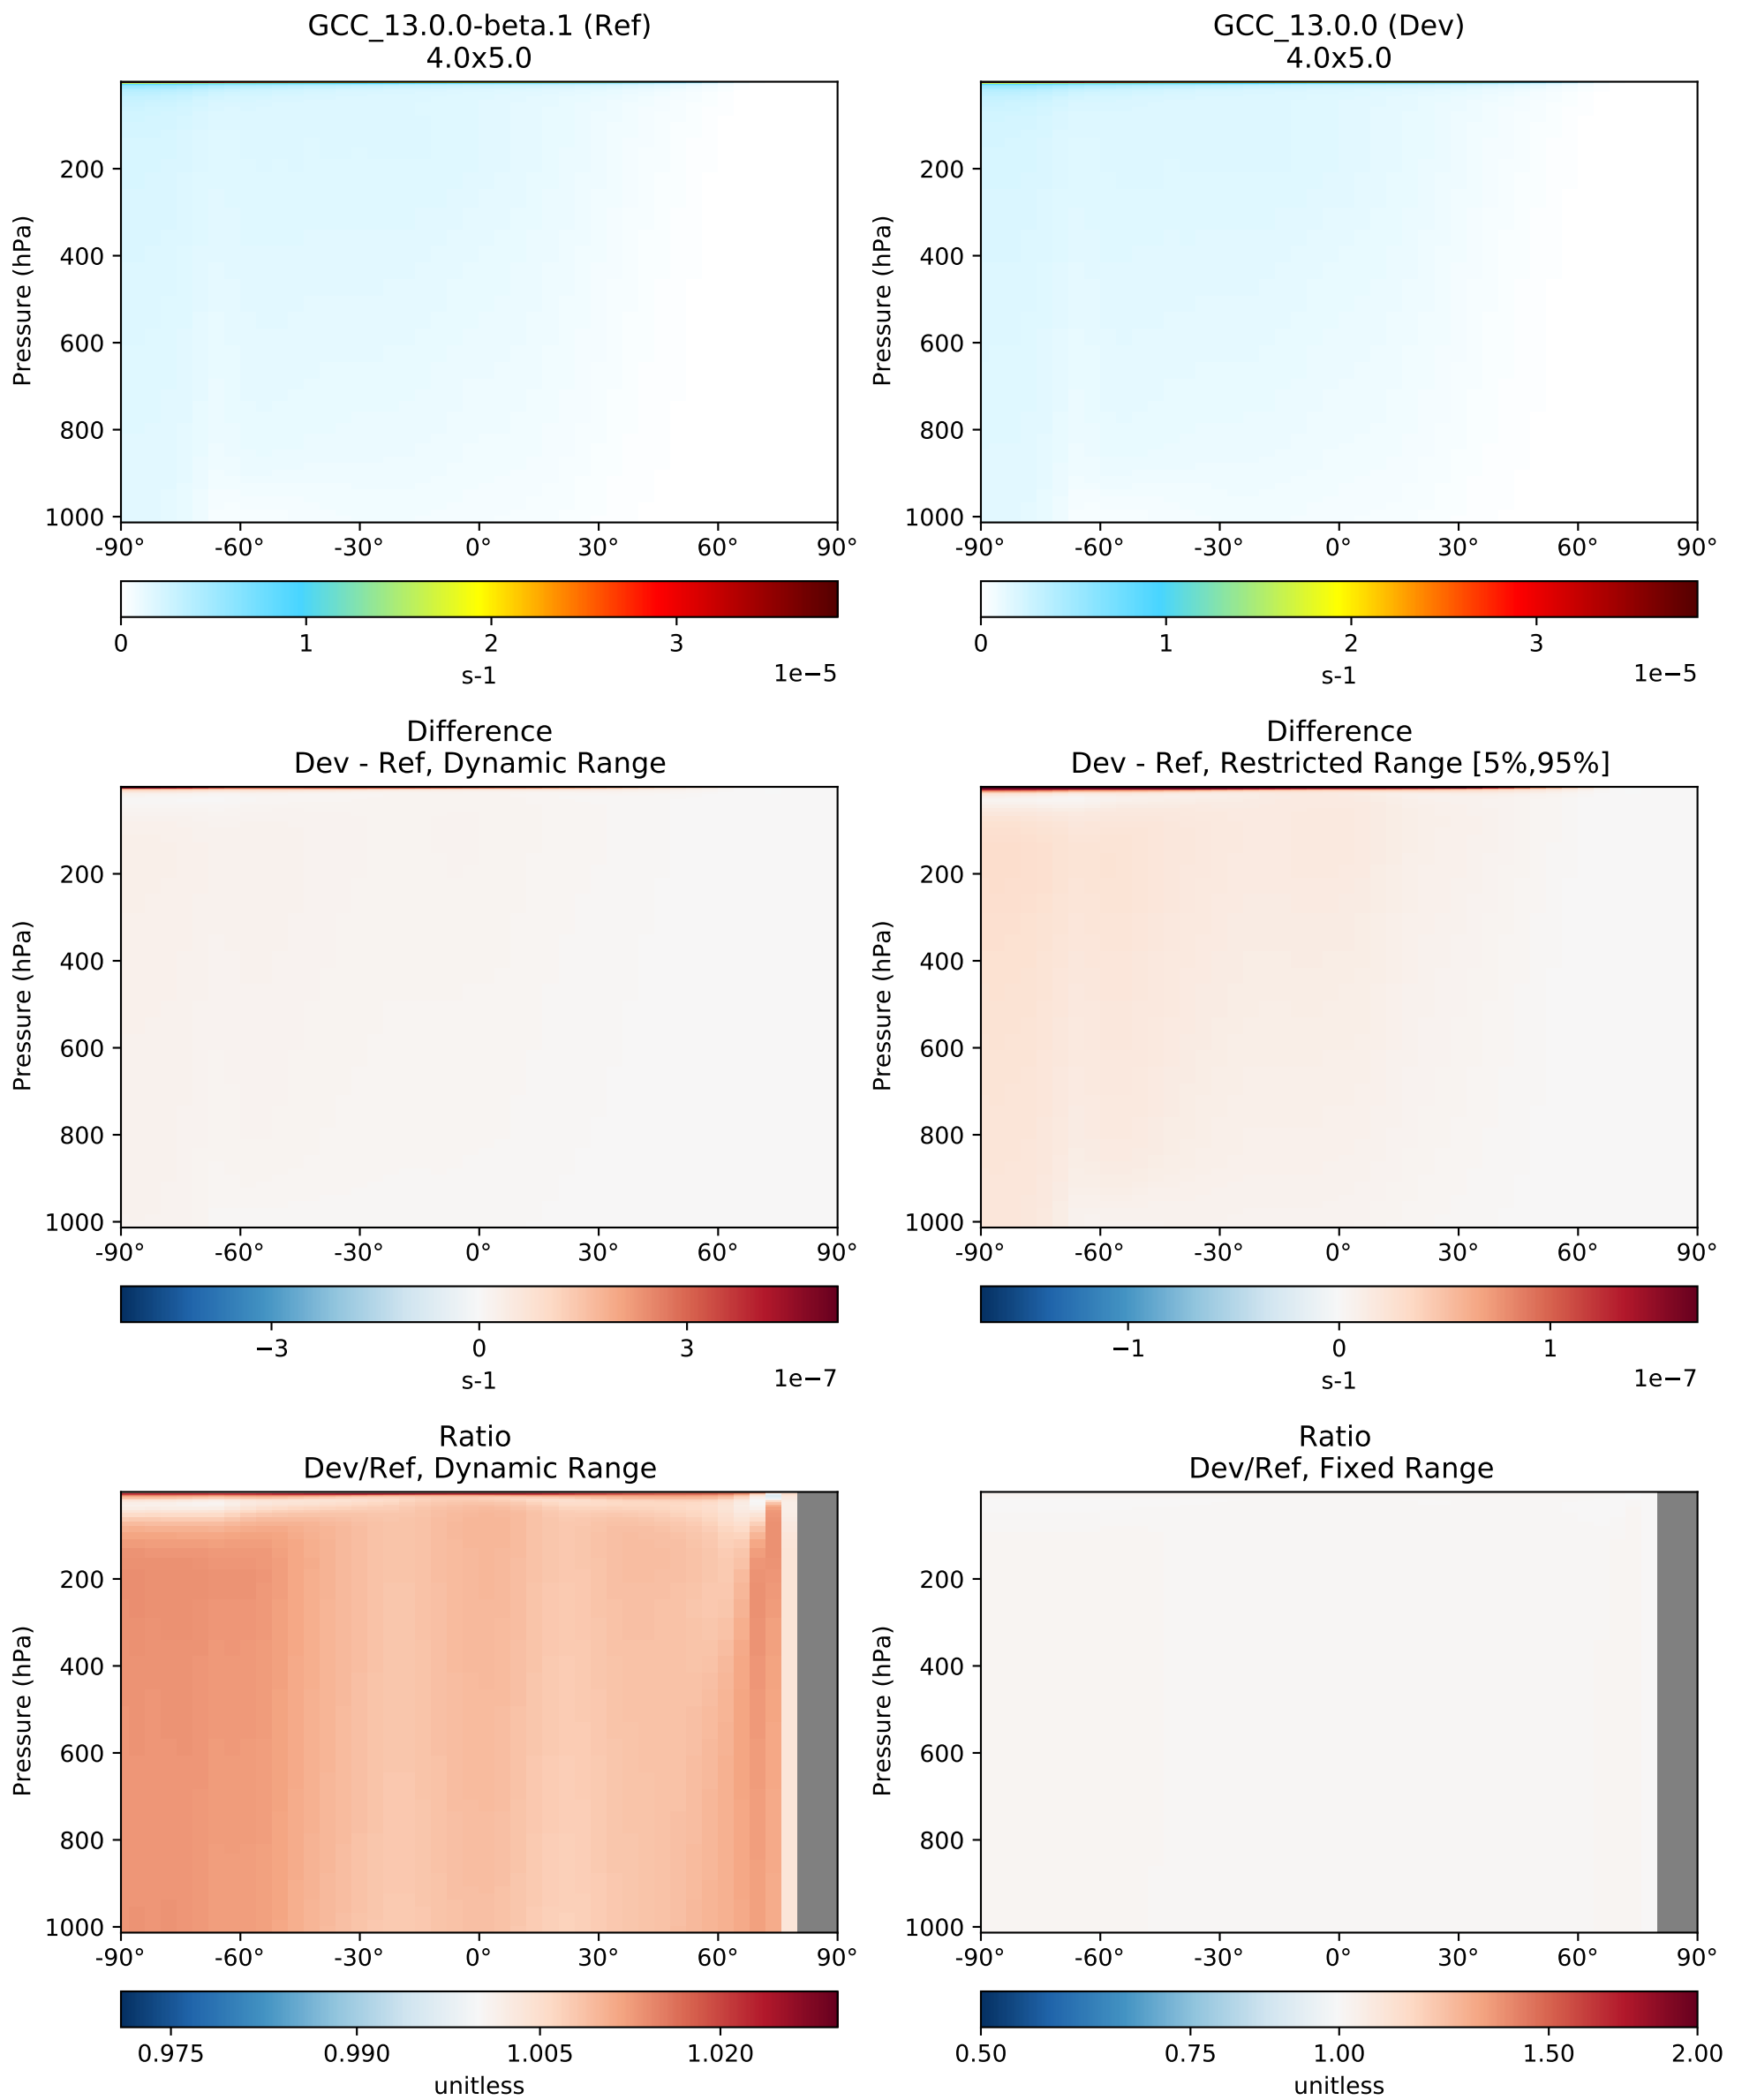 GCC_13.0.0-beta.1 (Ref)
4.0x5.0
Pressure (hPa)
200
400
600
800
1000
-90° -60° -30° 0° 30° 60° 90°
0 1 2 3
s-1
1e−5
GCC_13.0.0 (Dev)
4.0x5.0
Pressure (hPa)
200
400
600
800
1000
-90° -60° -30° 0° 30° 60° 90°
0 1 2 3
s-1
1e−5
Difference
Dev - Ref, Dynamic Range
Pressure (hPa)
200
400
600
800
1000
-90° -60° -30° 0° 30° 60° 90°
−3 0 3
s-1
1e−7
Difference
Dev - Ref, Restricted Range [5%,95%]
Pressure (hPa)
200
400
600
800
1000
-90° -60° -30° 0° 30° 60° 90°
−1 0 1
s-1
1e−7
Ratio
Dev/Ref, Dynamic Range
Pressure (hPa)
200
400
600
800
1000
-90° -60° -30° 0° 30° 60° 90°
0.975 0.990 1.005 1.020
unitless
Ratio
Dev/Ref, Fixed Range
Pressure (hPa)
200
400
600
800
1000
-90° -60° -30° 0° 30° 60° 90°
0.50 0.75 1.00 1.50 2.00
unitless